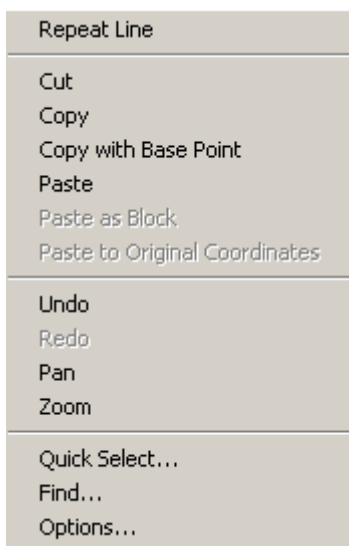 Repeat Line
Cut
Copy
Copy with Base Point
Paste
Paste as Block
Paste to Original Coordinates
Undo
Redo
Pan
Zoom
Quick Select...
Find...
Options...